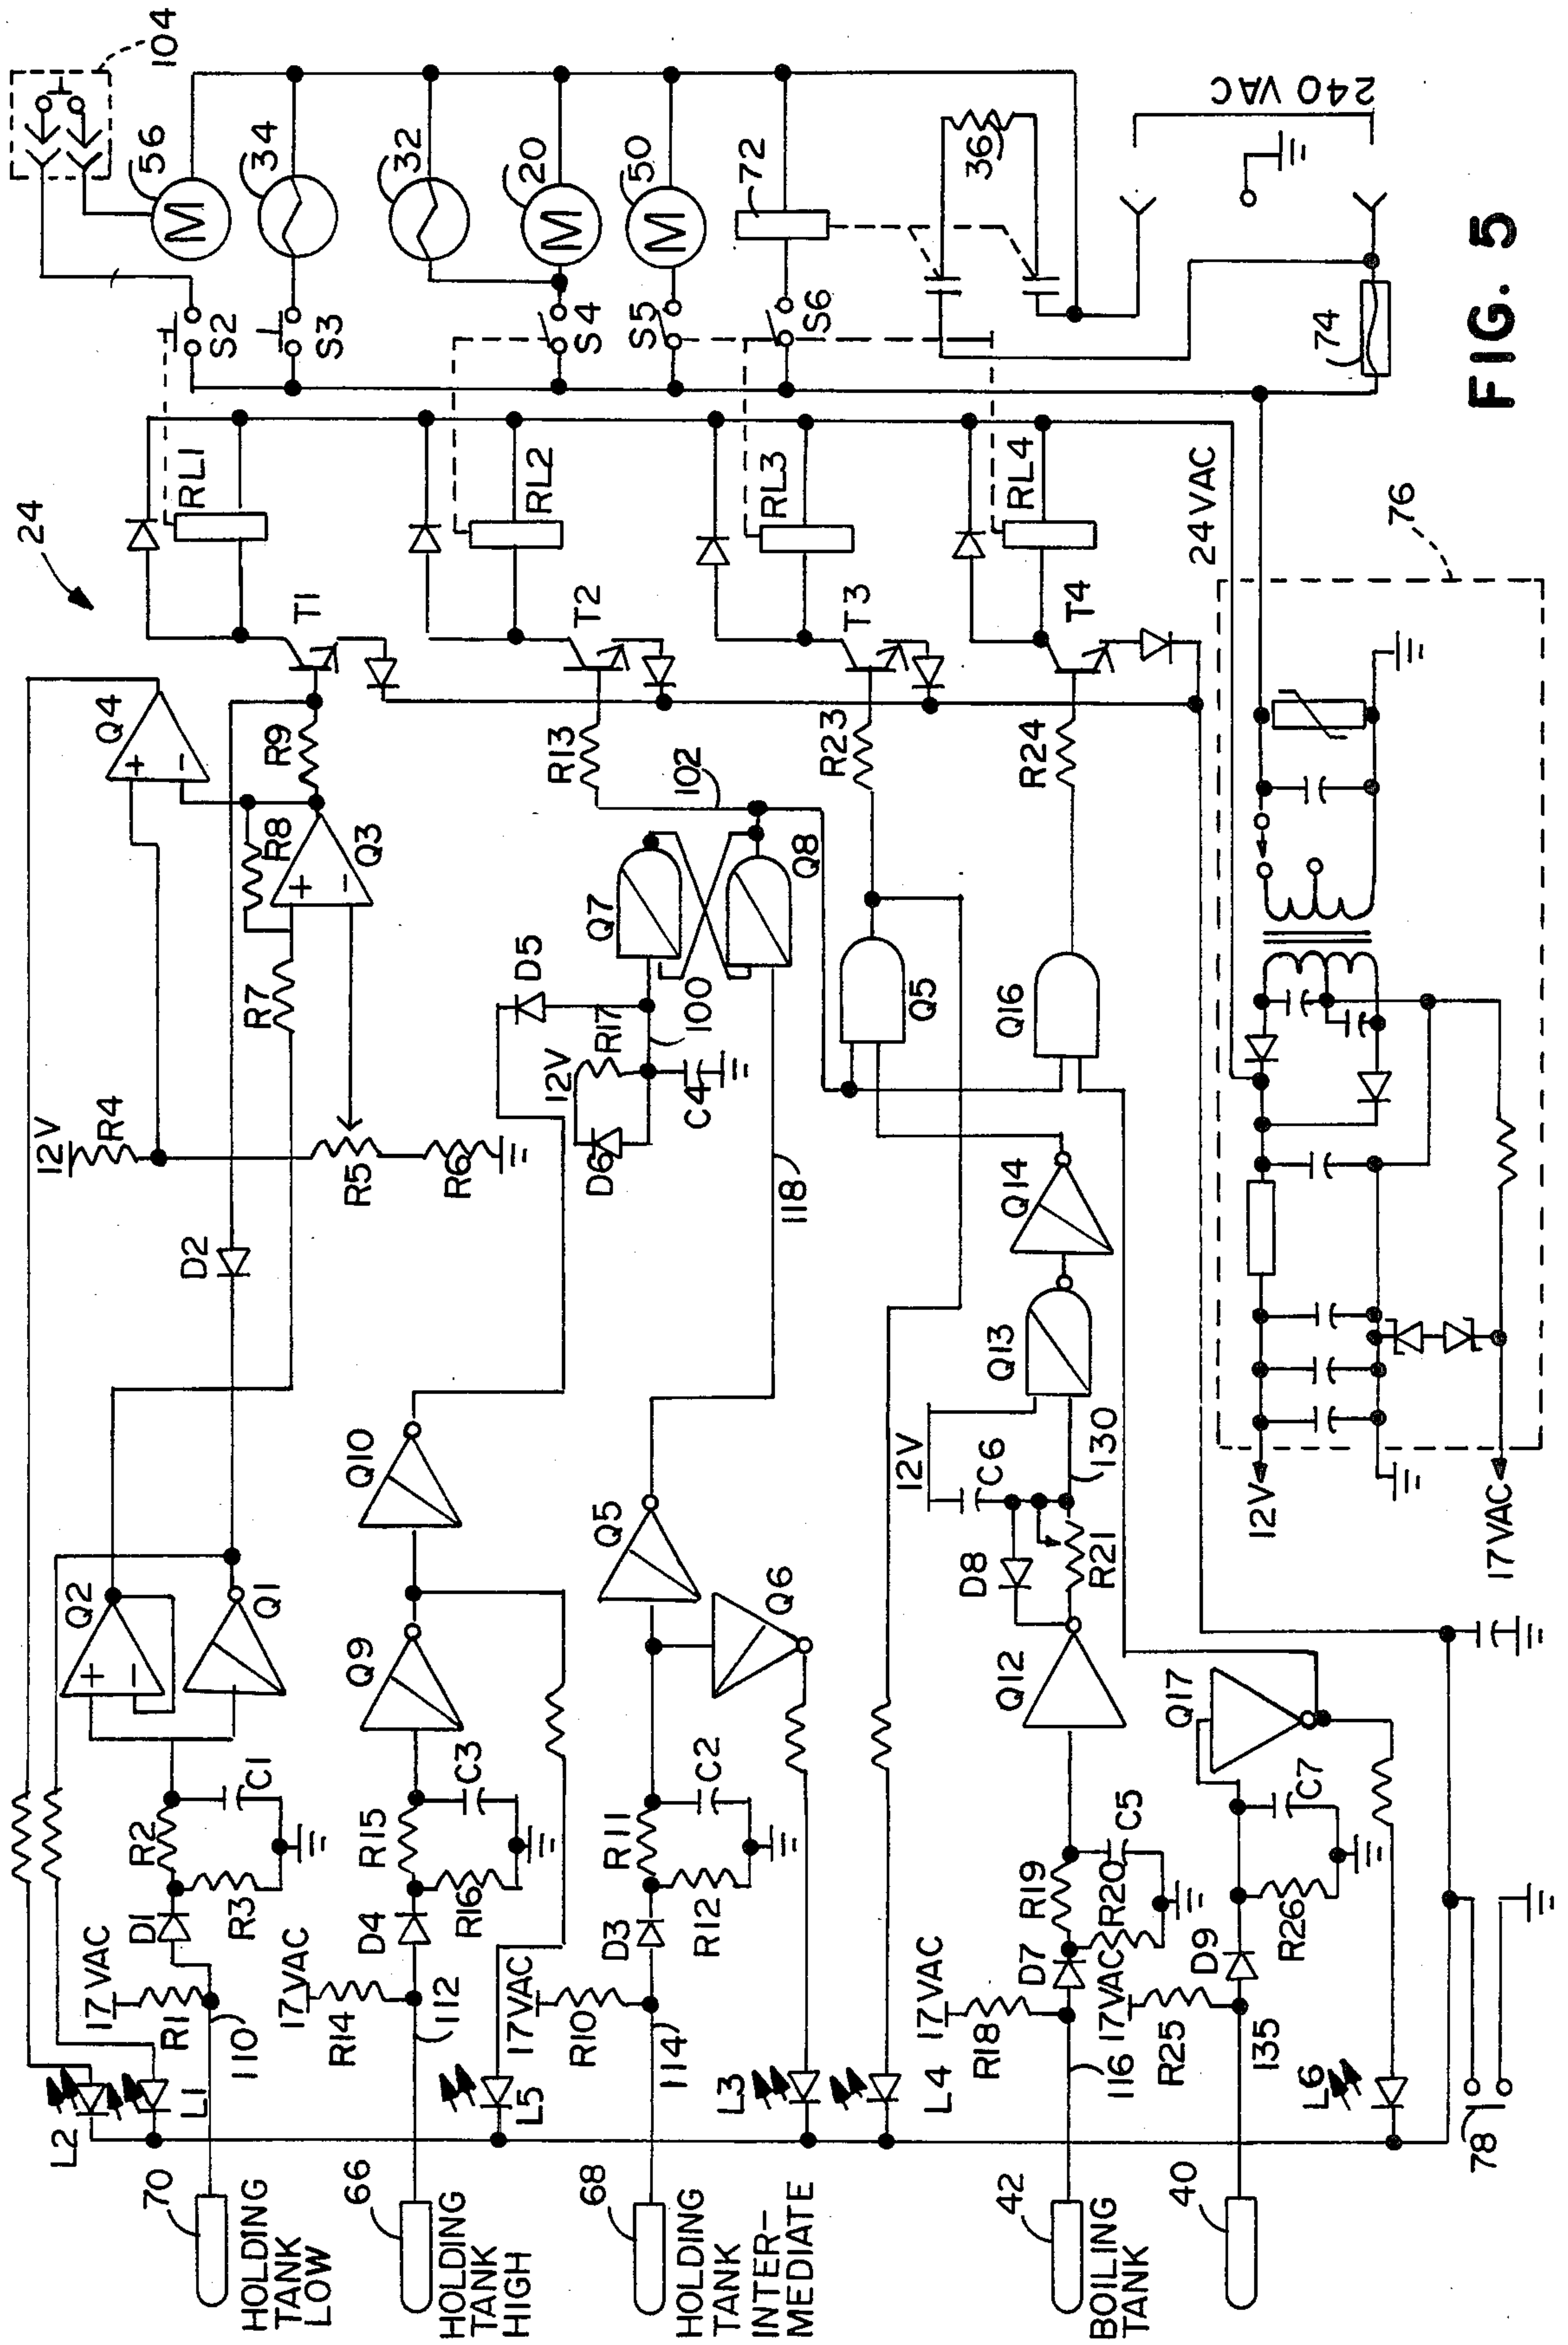 24
104
56
34
32
20
50
72
36
240 VAC
74
FIG. 5
S2
S3
S4
S5
S6
RL1
RL2
RL3
RL4
24VAC
76
T1
T2
T3
T4
Q4
+
-
R9
R8
Q3
+
-
R7
R13
102
R23
R24
Q7
Q8
Q5
Q16
D5
100
R17
12V
C4
D6
118
12V
R4
R5
R6
D2
Q14
Q13
130
12V
C6
D8
R21
Q12
Q10
Q9
Q5
Q6
Q2
+
-
Q1
Q17
12V
17VAC
R2
C1
R3
D1
17 VAC
R1
110
R15
C3
R16
D4
17VAC
R14
112
R11
C2
R12
D3
17VAC
R10
114
R19
C5
R20
D7
17VAC
R18
116
C7
R26
D9
17VAC
R25
135
L2
L1
L5
L3
L4
L6
78
70
HOLDING
TANK
LOW
66
HOLDING
TANK
HIGH
68
HOLDING
TANK
INTER-
MEDIATE
42
BOILING
TANK
40